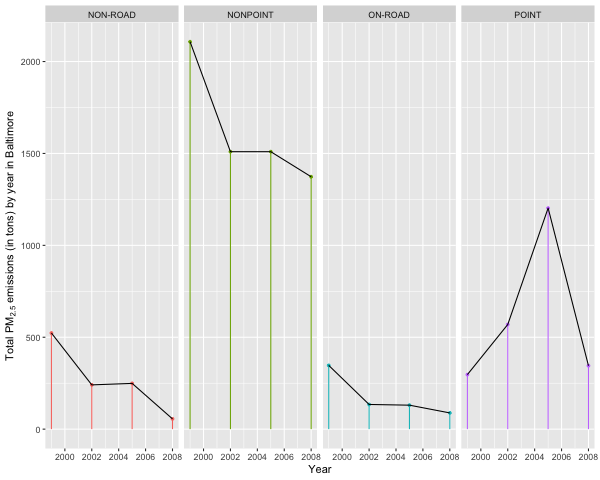 NON-ROAD NONPOINT ON-ROAD POINT
Total PM2.5 emissions (in tons) by year in Baltimore
2000
1500
1000
500
0
2000 2002 2004 2006 2008 2000 2002 2004 2006 2008 2000 2002 2004 2006 2008 2000 2002 2004 2006 2008
Year